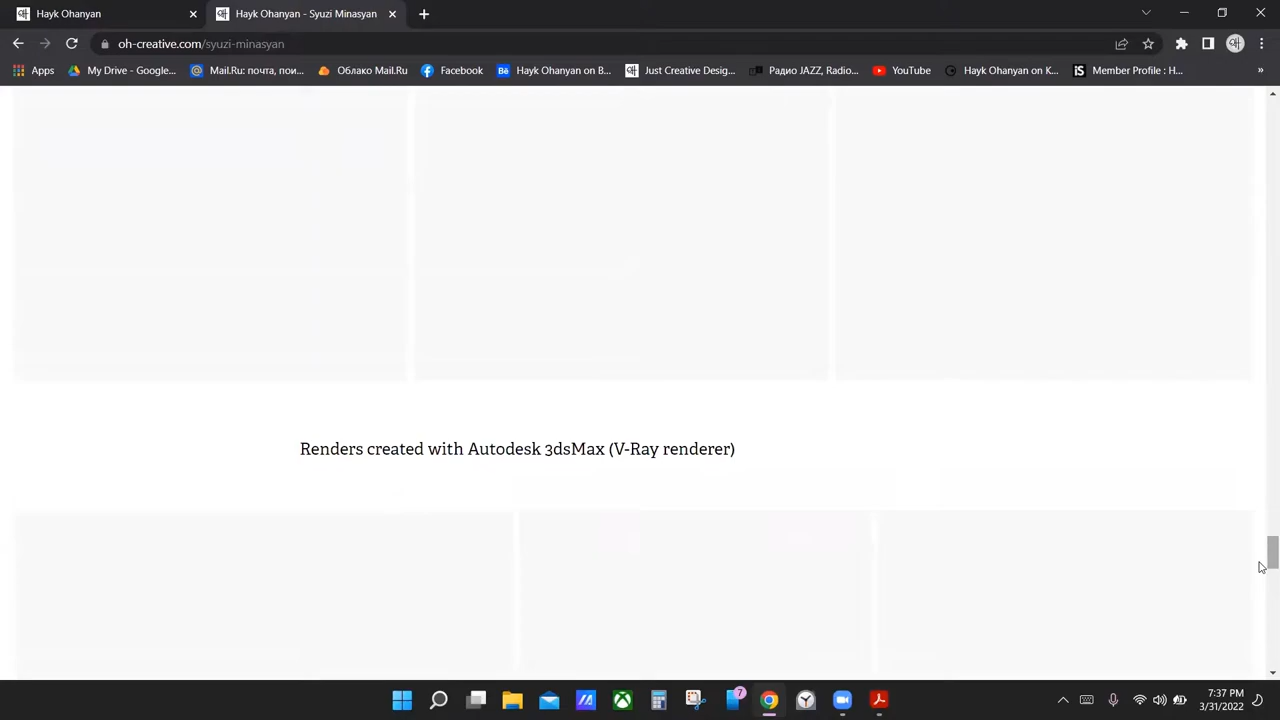 Hayk Ohanyan
Hayk Ohanyan - Syuzi Minasyan
oh-creative.com/syuzi-minasyan
Apps
My Drive - Google...
Mail.Ru: почта, пои...
Облако Mail.Ru
Facebook
Hayk Ohanyan on B...
Just Creative Desig...
Радио JAZZ, Radio...
YouTube
Hayk Ohanyan on K...
Member Profile : H...
»
Renders created with Autodesk 3dsMax (V-Ray renderer)
7
7:37 PM
3/31/2022